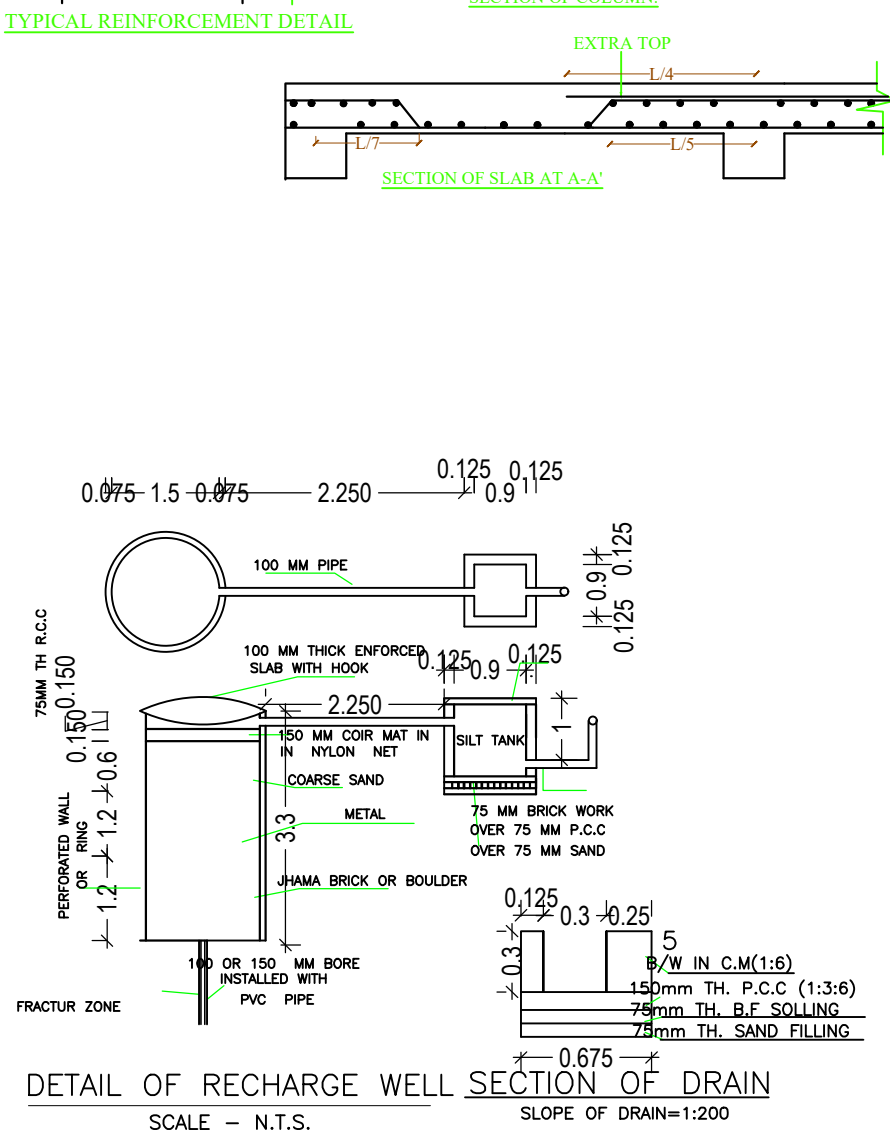 SECTION OF COLUMN.
TYPICAL REINFORCEMENT DETAIL
EXTRA TOP
L/4
L/7
L/5
SECTION OF SLAB AT A-A'
0.125 0.125
0.075 1.5 0.075 2.250 0.9
100 MM PIPE
0.125
0.9
0.125
75MM TH R.C.C
0.150
0.150
0.6
1.2
1.2
PERFORATED WALL
OR RING
100 MM THICK ENFORCED
SLAB WITH HOOK
0.125 0.9 0.125
2.250
1
150 MM COIR MAT IN
IN NYLON NET
SILT TANK
COARSE SAND
METAL
3.3
75 MM BRICK WORK
OVER 75 MM P.C.C
OVER 75 MM SAND
JHAMA BRICK OR BOULDER
100 OR 150 MM BORE
INSTALLED WITH
PVC PIPE
FRACTUR ZONE
0.125 0.3 0.25
5
0.3
B/W IN C.M(1:6)
150mm TH. P.C.C (1:3:6)
75mm TH. B.F SOLLING
75mm TH. SAND FILLING
0.675
DETAIL OF RECHARGE WELL
SCALE - N.T.S.
SECTION OF DRAIN
SLOPE OF DRAIN=1:200